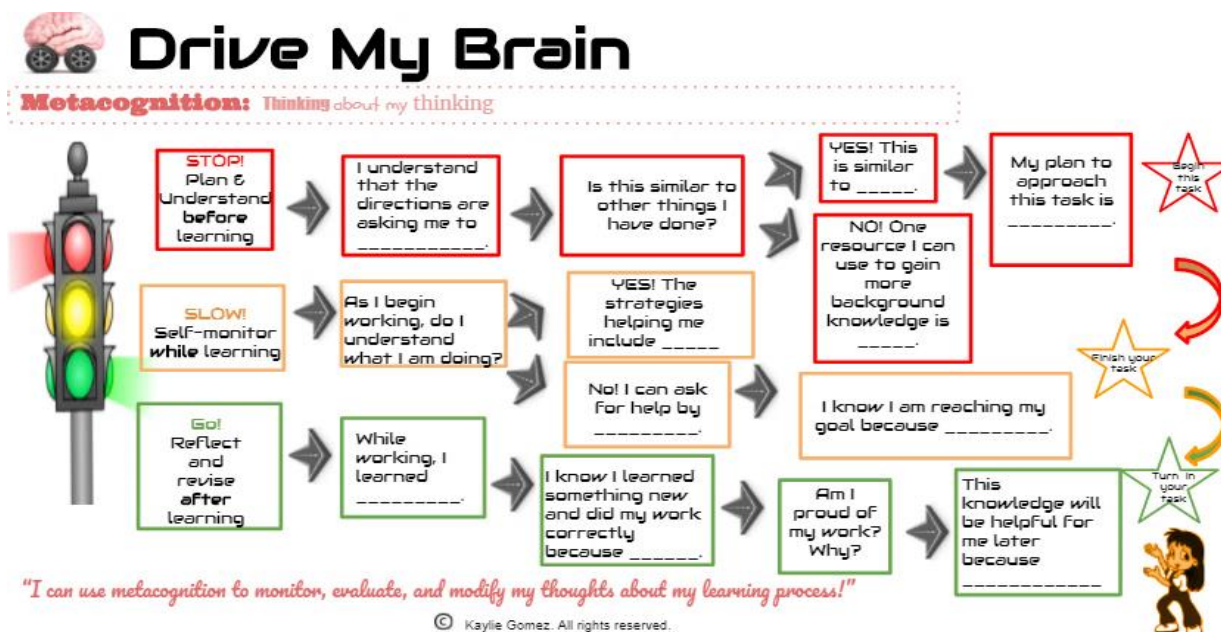 Drive My Brain
Metacognition: Thinking about my thinking
STOP!
Plan &
Understand
before
learning
I understand
that the
directions are
asking me to
___________.
Is this similar to
other things I
have done?
YES! This
is similar
to _____.
NO! One
resource I can
use to gain
more
background
knowledge is
_____.
My plan to
approach
this task is
_________.
Begin
this
task
SLOW!
Self-monitor
while learning
As I begin
working, do I
understand
what I am doing?
YES! The
strategies
helping me
include _____
No! I can ask
for help by
_________.
I know I am reaching my
goal because _________.
Finish your
task
Go!
Reflect
and
revise
after
learning
While
working, I
learned
_________.
I know I learned
something new
and did my work
correctly
because ______.
Am I
proud of
my work?
Why?
This
knowledge will
be helpful for
me later
because
____________
Turn in
your
task
“I can use metacognition to monitor, evaluate, and modify my thoughts about my learning process!”
© Kaylie Gomez. All rights reserved.